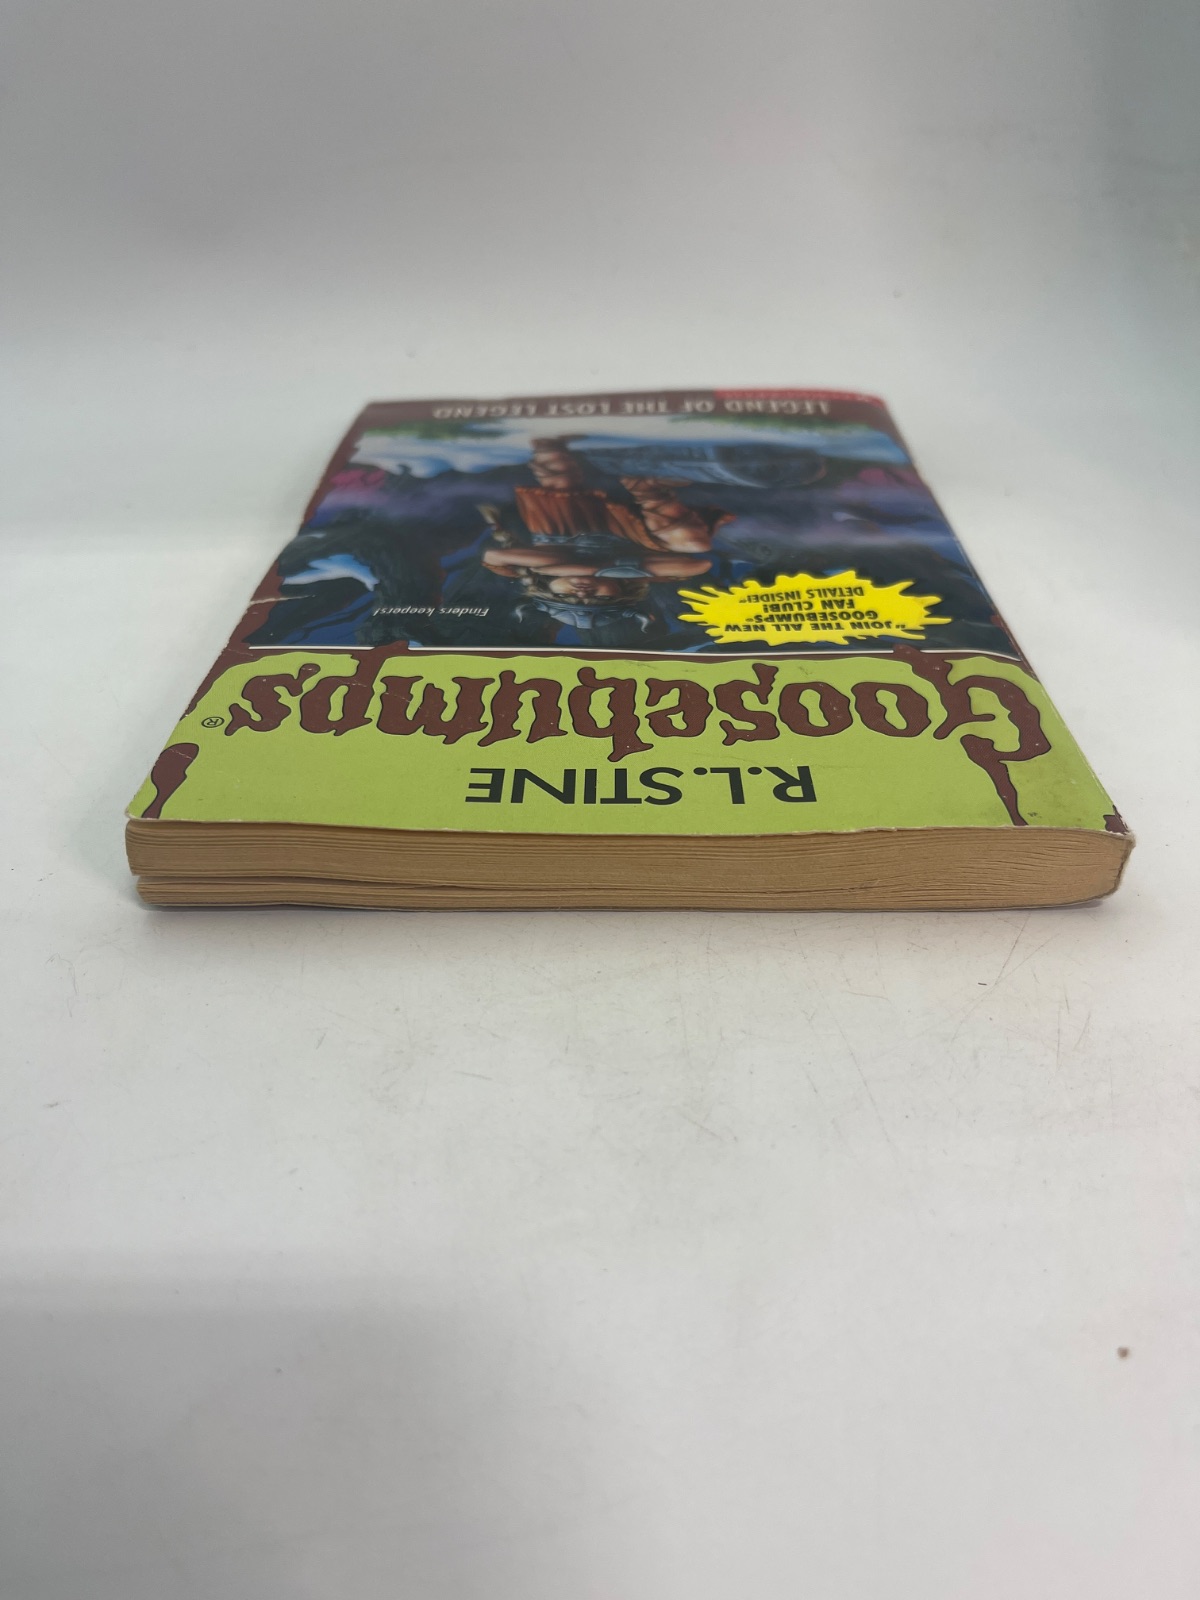 R.L. STINE
Goosebumps®
"JOIN THE ALL NEW
GOOSEBUMPS®
FAN CLUB!
DETAILS INSIDE!"
Finders keepers!
LEGEND OF THE LOST LEGEND